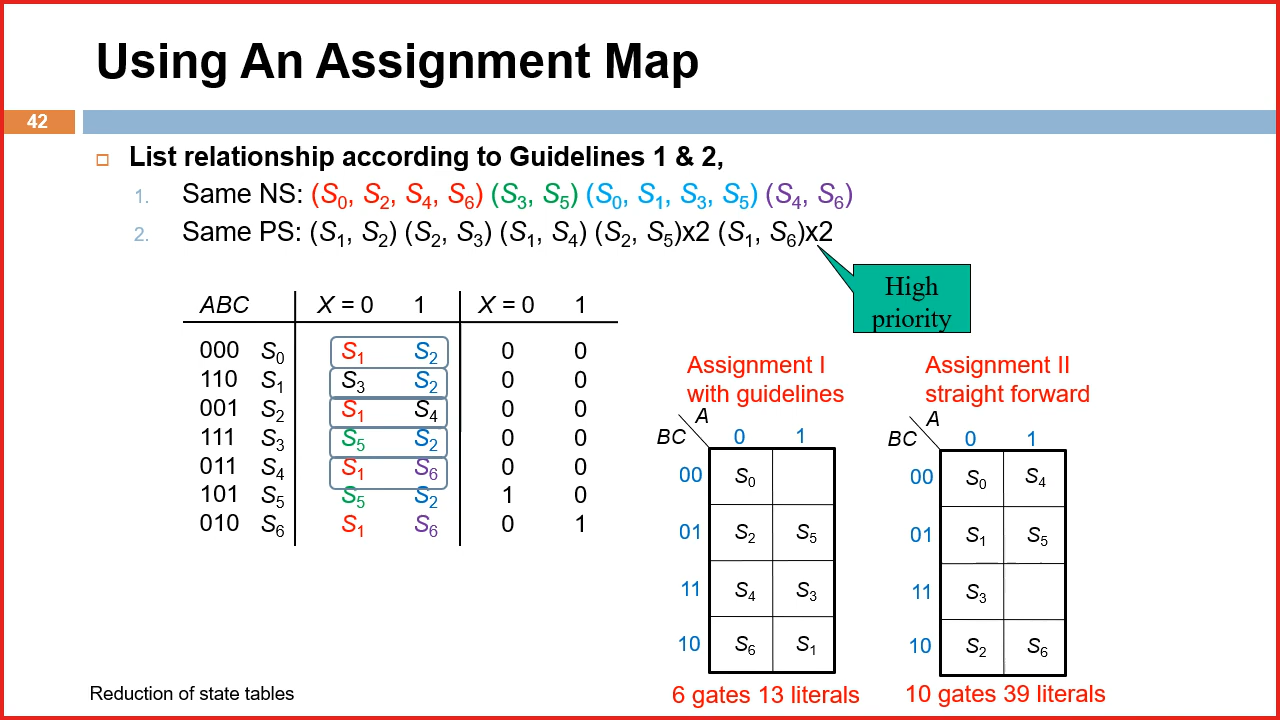 Using An Assignment Map
42
List relationship according to Guidelines 1 & 2,
1. Same NS: (S0, S2, S4, S6) (S3, S5) (S0, S1, S3, S5) (S4, S6)
2. Same PS: (S1, S2) (S2, S3) (S1, S4) (S2, S5)x2 (S1, S6)x2
High
priority
ABC X = 0 1 X = 0 1
000 S0 S1 S2 0 0
110 S1 S3 S2 0 0
001 S2 S1 S4 0 0
111 S3 S5 S2 0 0
011 S4 S1 S6 0 0
101 S5 S5 S2 1 0
010 S6 S1 S6 0 1
Assignment I
with guidelines
A
BC 0 1
00 S0
01 S2 S5
11 S4 S3
10 S6 S1
6 gates 13 literals
Assignment II
straight forward
A
BC 0 1
00 S0 S4
01 S1 S5
11 S3
10 S2 S6
10 gates 39 literals
Reduction of state tables